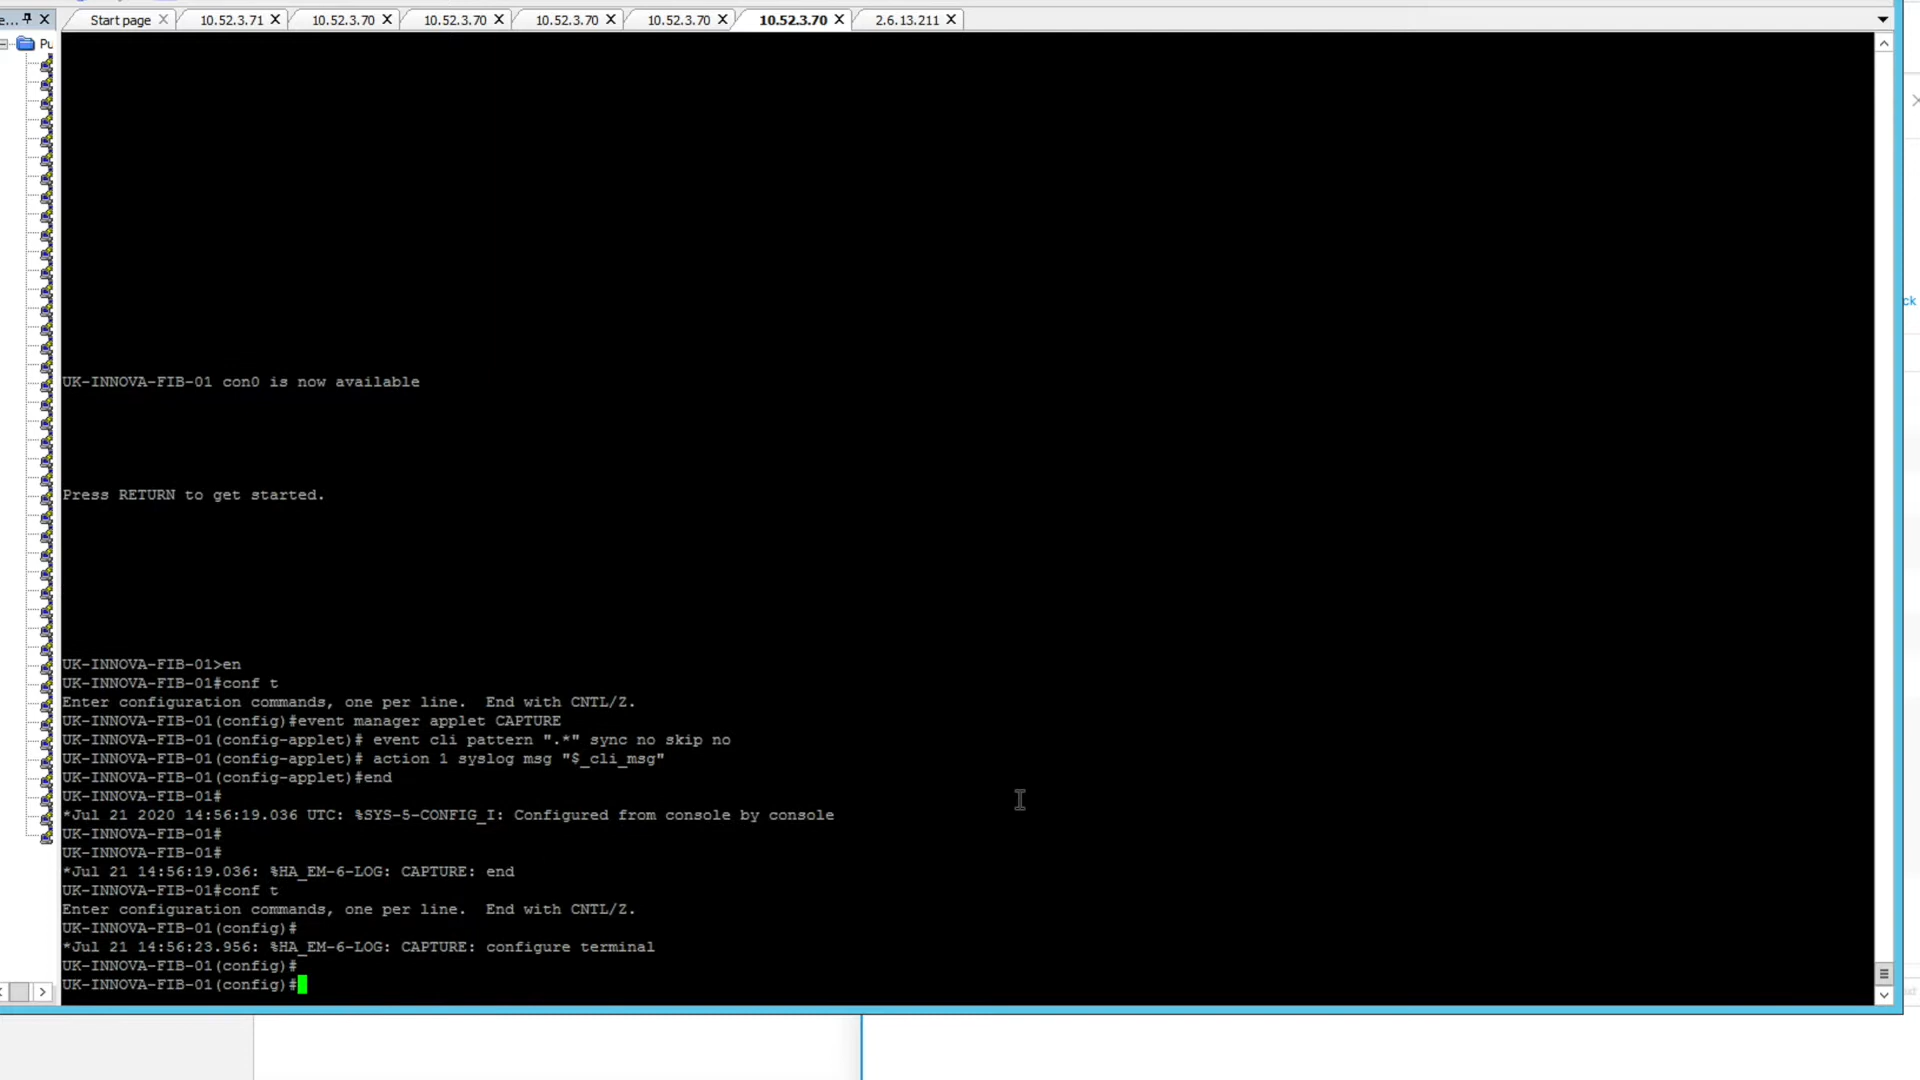 e...
Start page
10.52.3.71
10.52.3.70
10.52.3.70
10.52.3.70
10.52.3.70
10.52.3.70
2.6.13.211
Pu
ck
UK-INNOVA-FIB-01 con0 is now available
Press RETURN to get started.
UK-INNOVA-FIB-01>en
UK-INNOVA-FIB-01#conf t
Enter configuration commands, one per line.  End with CNTL/Z.
UK-INNOVA-FIB-01(config)#event manager applet CAPTURE
UK-INNOVA-FIB-01(config-applet)# event cli pattern ".*" sync no skip no
UK-INNOVA-FIB-01(config-applet)# action 1 syslog msg "$_cli_msg"
UK-INNOVA-FIB-01(config-applet)#end
UK-INNOVA-FIB-01#
*Jul 21 2020 14:56:19.036 UTC: %SYS-5-CONFIG_I: Configured from console by console
UK-INNOVA-FIB-01#
UK-INNOVA-FIB-01#
*Jul 21 14:56:19.036: %HA_EM-6-LOG: CAPTURE: end
UK-INNOVA-FIB-01#conf t
Enter configuration commands, one per line.  End with CNTL/Z.
UK-INNOVA-FIB-01(config)#
*Jul 21 14:56:23.956: %HA_EM-6-LOG: CAPTURE: configure terminal
UK-INNOVA-FIB-01(config)#
UK-INNOVA-FIB-01(config)#